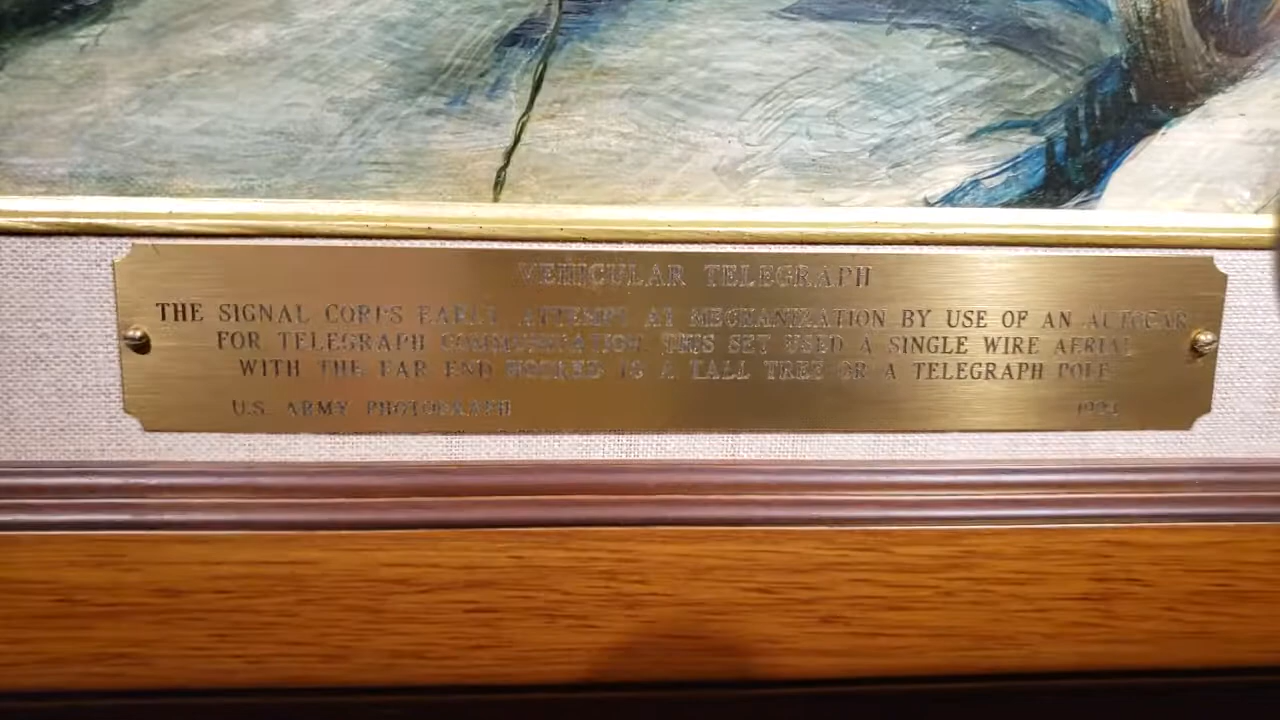 VEHICULAR TELEGRAPH
THE SIGNAL CORPS EARLY ATTEMPT AT MECHANIZATION BY USE OF AN AUTOCAR
FOR TELEGRAPH COMMUNICATION. THIS SET USED A SINGLE WIRE AERIAL
WITH THE FAR END HOOKED TO A TALL TREE OR A TELEGRAPH POLE
U.S. ARMY PHOTOGRAPH